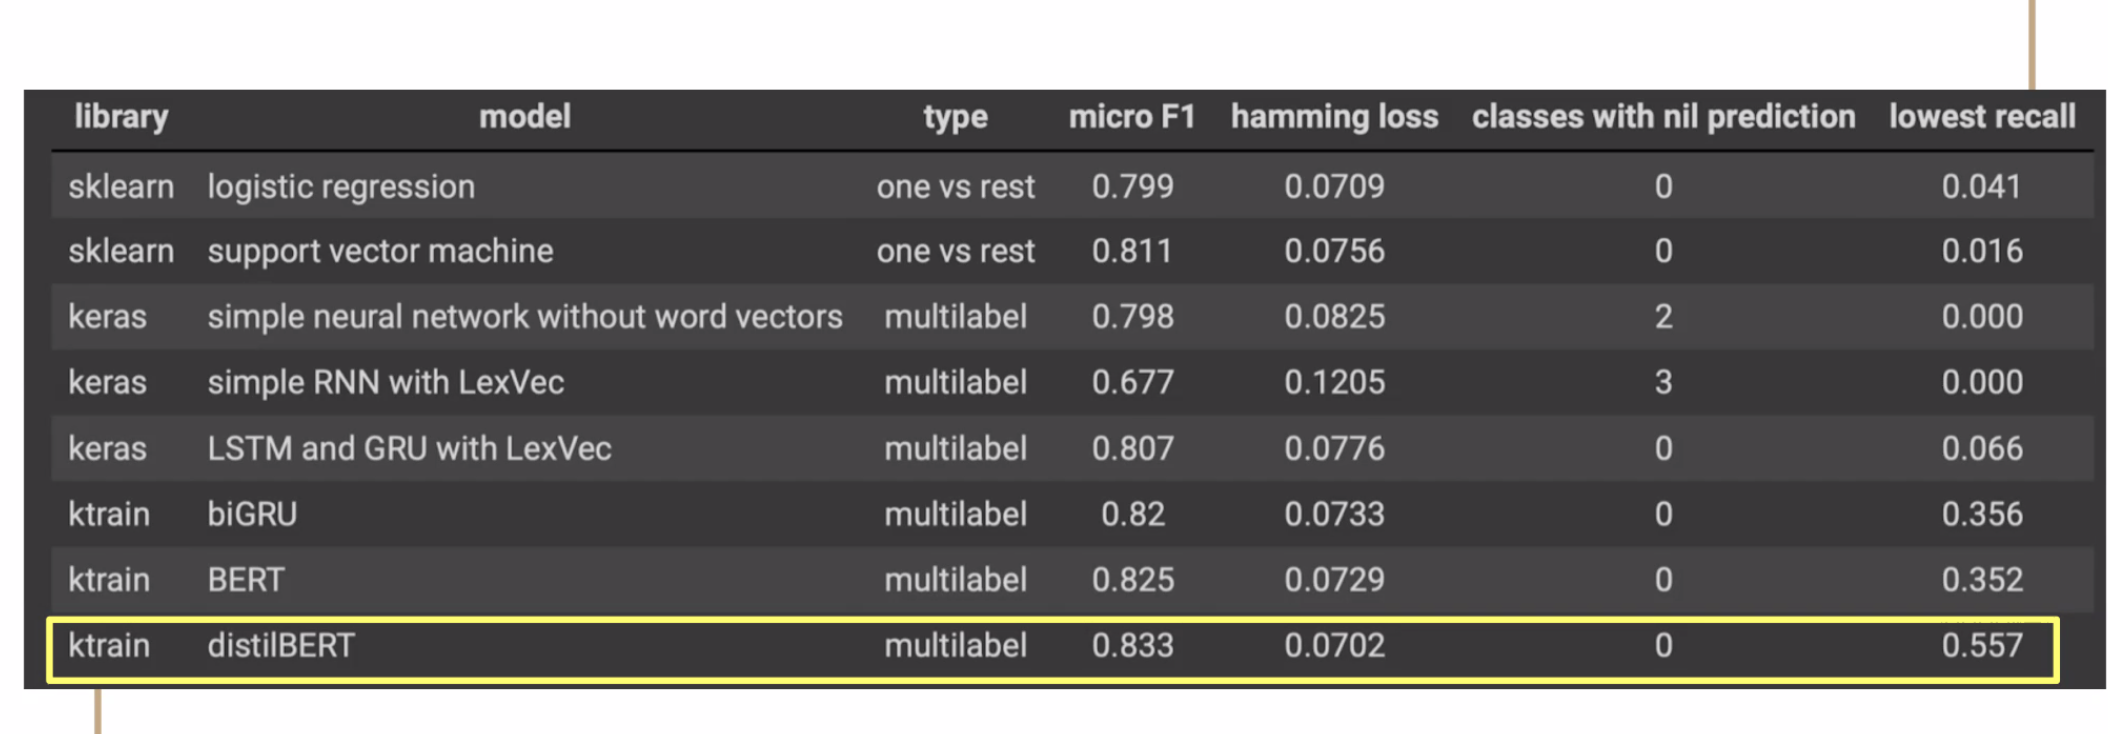 library model type micro F1 hamming loss classes with nil prediction lowest recall
sklearn logistic regression one vs rest 0.799 0.0709 0 0.041
sklearn support vector machine one vs rest 0.811 0.0756 0 0.016
keras simple neural network without word vectors multilabel 0.798 0.0825 2 0.000
keras simple RNN with LexVec multilabel 0.677 0.1205 3 0.000
keras LSTM and GRU with LexVec multilabel 0.807 0.0776 0 0.066
ktrain biGRU multilabel 0.82 0.0733 0 0.356
ktrain BERT multilabel 0.825 0.0729 0 0.352
ktrain distilBERT multilabel 0.833 0.0702 0 0.557